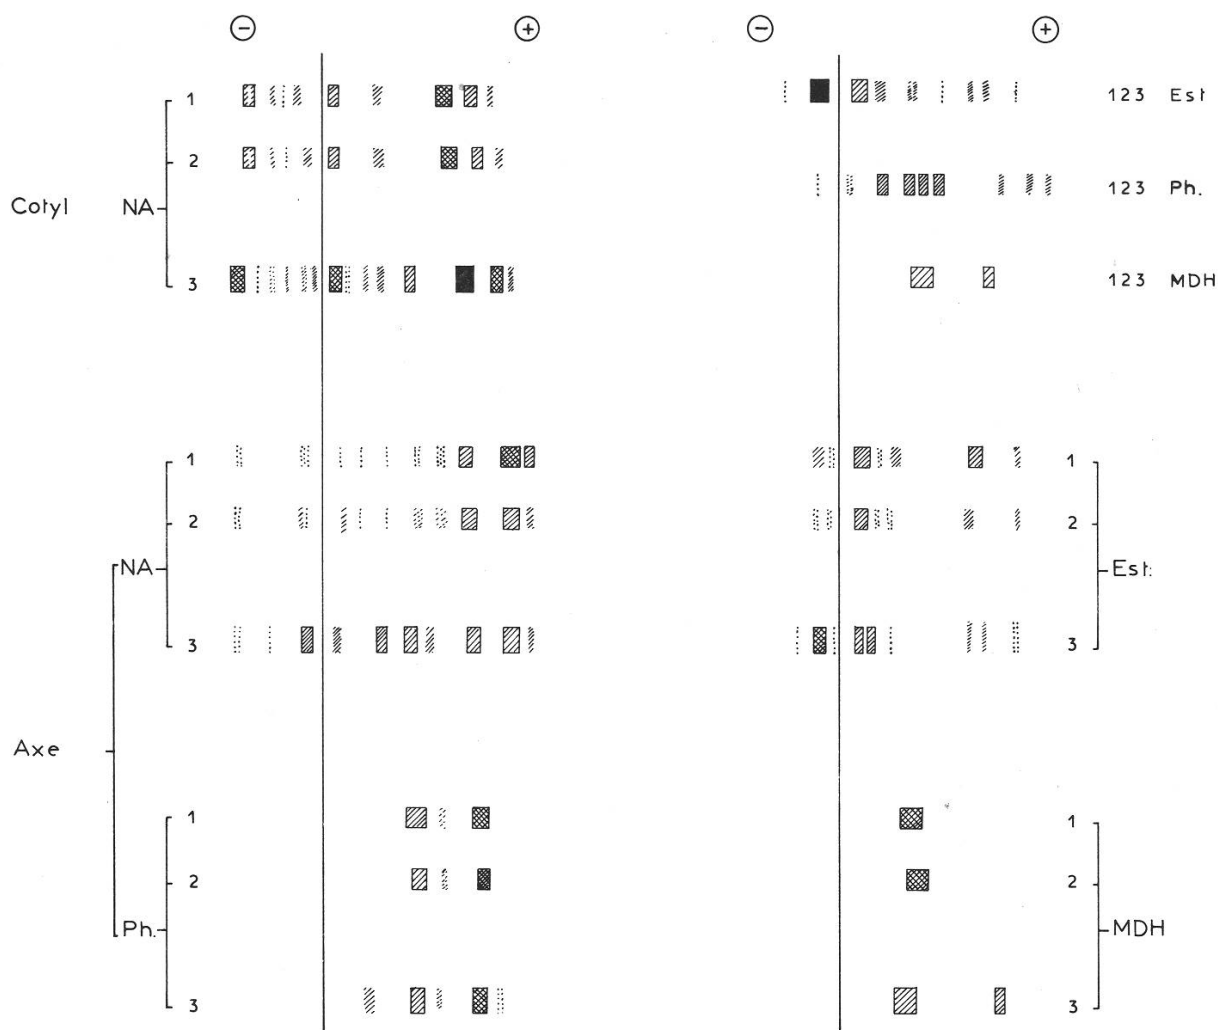 ⊖ ⊕ ⊖ ⊕
1 123 Est
2
Cotyl NA 123 Ph.
3 123 MDH
1 1
2 2
NA Est.
3 3
Axe
1 1
2 2
Ph. MDH
3 3